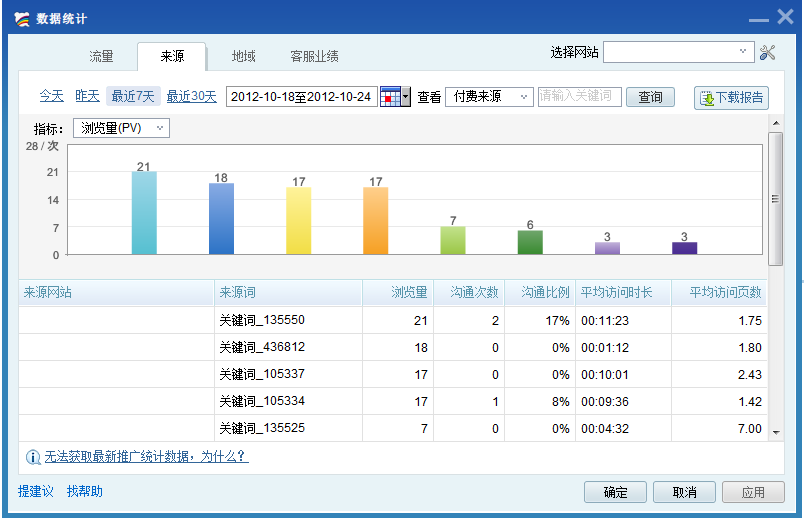 数据统计
流量 来源 地域 客服业绩 选择网站
今天 昨天 最近7天 最近30天 2012-10-18至2012-10-24 查看 付费来源 请输入关键词 查询 下载报告
指标: 浏览量(PV)
28 / 次
21
14
7
0
21 18 17 17 7 6 3 3
来源网站 来源词 浏览量 沟通次数 沟通比例 平均访问时长 平均访问页数
关键词_135550 21 2 17% 00:11:23 1.75
关键词_436812 18 0 0% 00:01:12 1.80
关键词_105337 17 0 0% 00:10:01 2.43
关键词_105334 17 1 8% 00:09:36 1.42
关键词_135525 7 0 0% 00:04:32 7.00
无法获取最新推广统计数据，为什么？
提建议 找帮助 确定 取消 应用